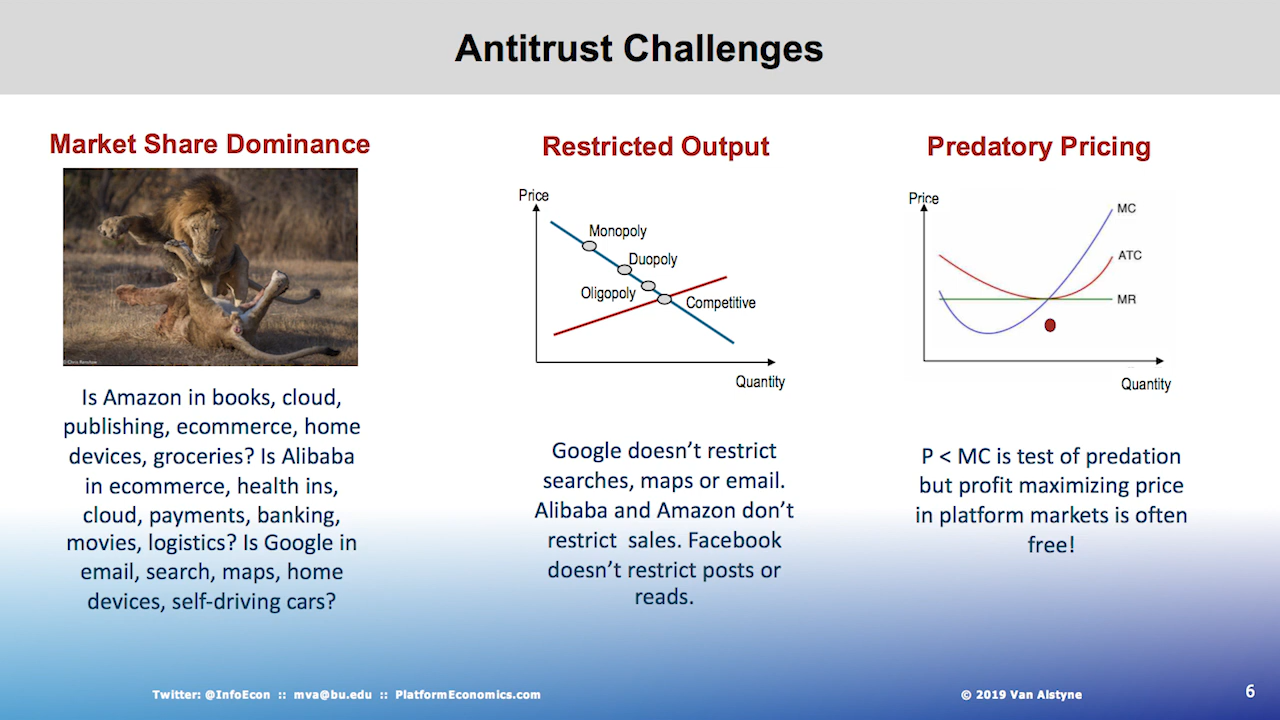 Antitrust Challenges
Market Share Dominance
© Chris Renshaw
Is Amazon in books, cloud,
publishing, ecommerce, home
devices, groceries? Is Alibaba
in ecommerce, health ins,
cloud, payments, banking,
movies, logistics? Is Google in
email, search, maps, home
devices, self-driving cars?
Restricted Output
Price
Monopoly
Duopoly
Oligopoly
Competitive
Quantity
Google doesn’t restrict
searches, maps or email.
Alibaba and Amazon don’t
restrict sales. Facebook
doesn’t restrict posts or
reads.
Predatory Pricing
Price
MC
ATC
MR
Quantity
P < MC is test of predation
but profit maximizing price
in platform markets is often
free!
Twitter: @InfoEcon :: mva@bu.edu :: PlatformEconomics.com
© 2019 Van Alstyne
6